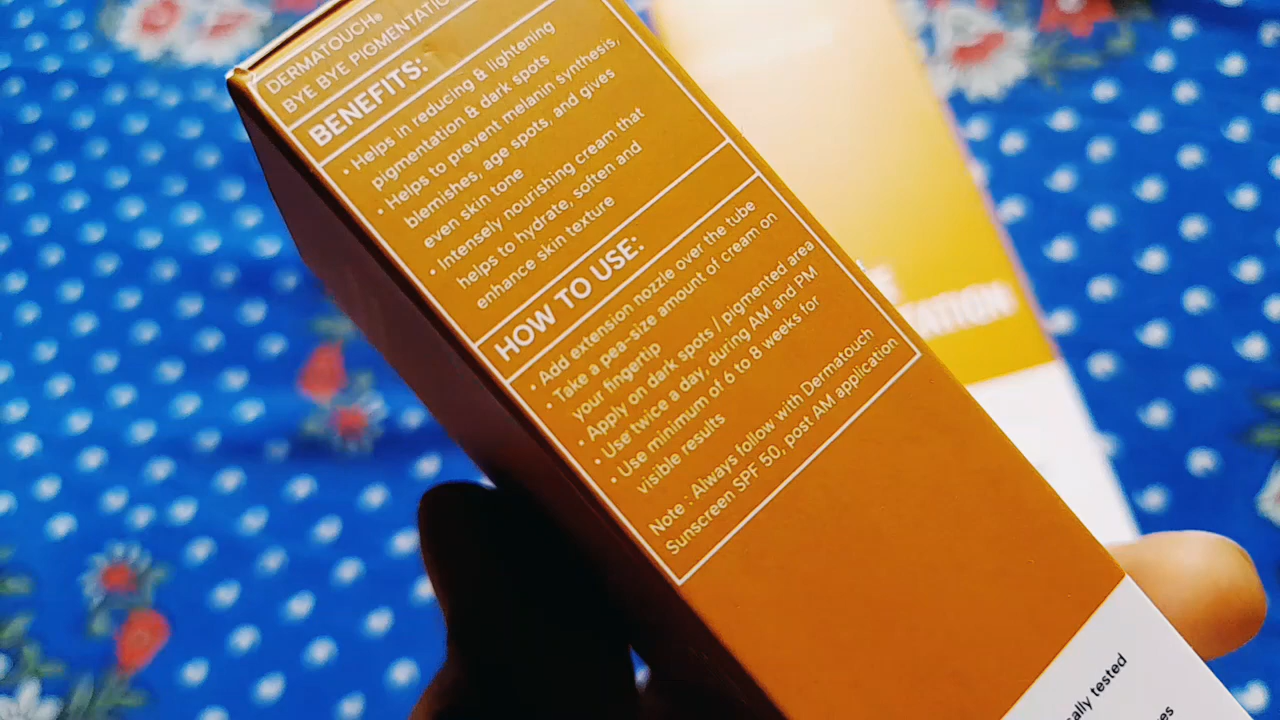 DERMATOUCH®
BYE BYE PIGMENTATIO
BENEFITS:
• Helps in reducing & lightening
pigmentation & dark spots
• Helps to prevent melanin synthesis,
blemishes, age spots, and gives
even skin tone
• Intensely nourishing cream that
helps to hydrate, soften and
enhance skin texture
HOW TO USE:
• Add extension nozzle over the tube
• Take a pea-size amount of cream on
your fingertip
• Apply on dark spots / pigmented area
• Use twice a day, during AM and PM
• Use minimum of 6 to 8 weeks for
visible results
Note : Always follow with Dermatouch
Sunscreen SPF 50, post AM application
tested